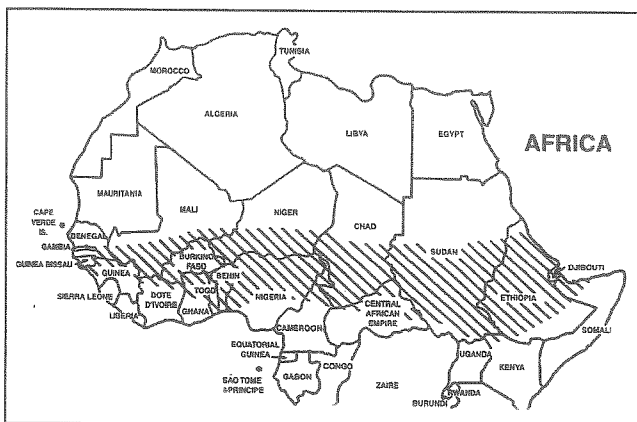 TUNISIA
MOROCCO
ALGERIA
LIBYA
EGYPT
AFRICA
MAURITANIA
MALI
NIGER
CHAD
SUDAN
CAPE
VERDE
IS.
SENEGAL
GAMBIA
GUINEA BISSAU
GUINEA
SIERRA LEONE
LIBERIA
DOTE
D'IVOIRE
BURKINO
FASO
GHANA
TOGO
BENIN
NIGERIA
CAMEROON
CENTRAL
AFRICAN
EMPIRE
ETHIOPIA
DJIBOUTI
SOMALI
EQUATORIAL
GUINEA
SÃO TOME
&PRINCIPE
GABON
CONGO
ZAIRE
UGANDA
KENYA
RWANDA
BURUNDI